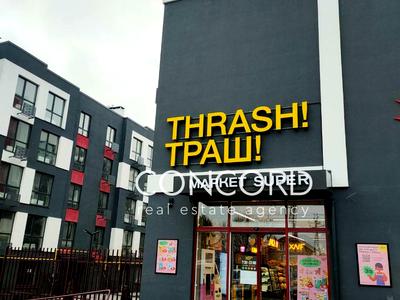 THRASH!
ТРАШ!
MARKET SUPER
CONCORD
real estate agency